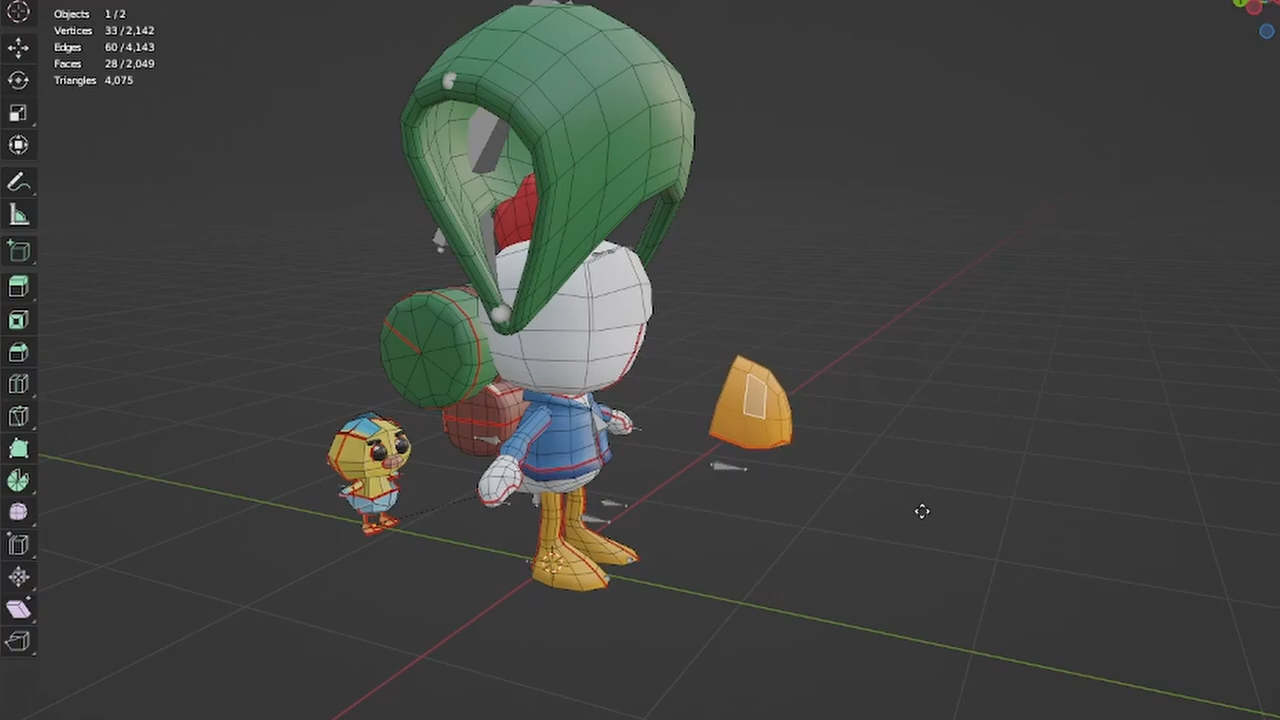 Objects 1 / 2
Vertices 33 / 2,142
Edges 60 / 4,143
Faces 28 / 2,049
Triangles 4,075